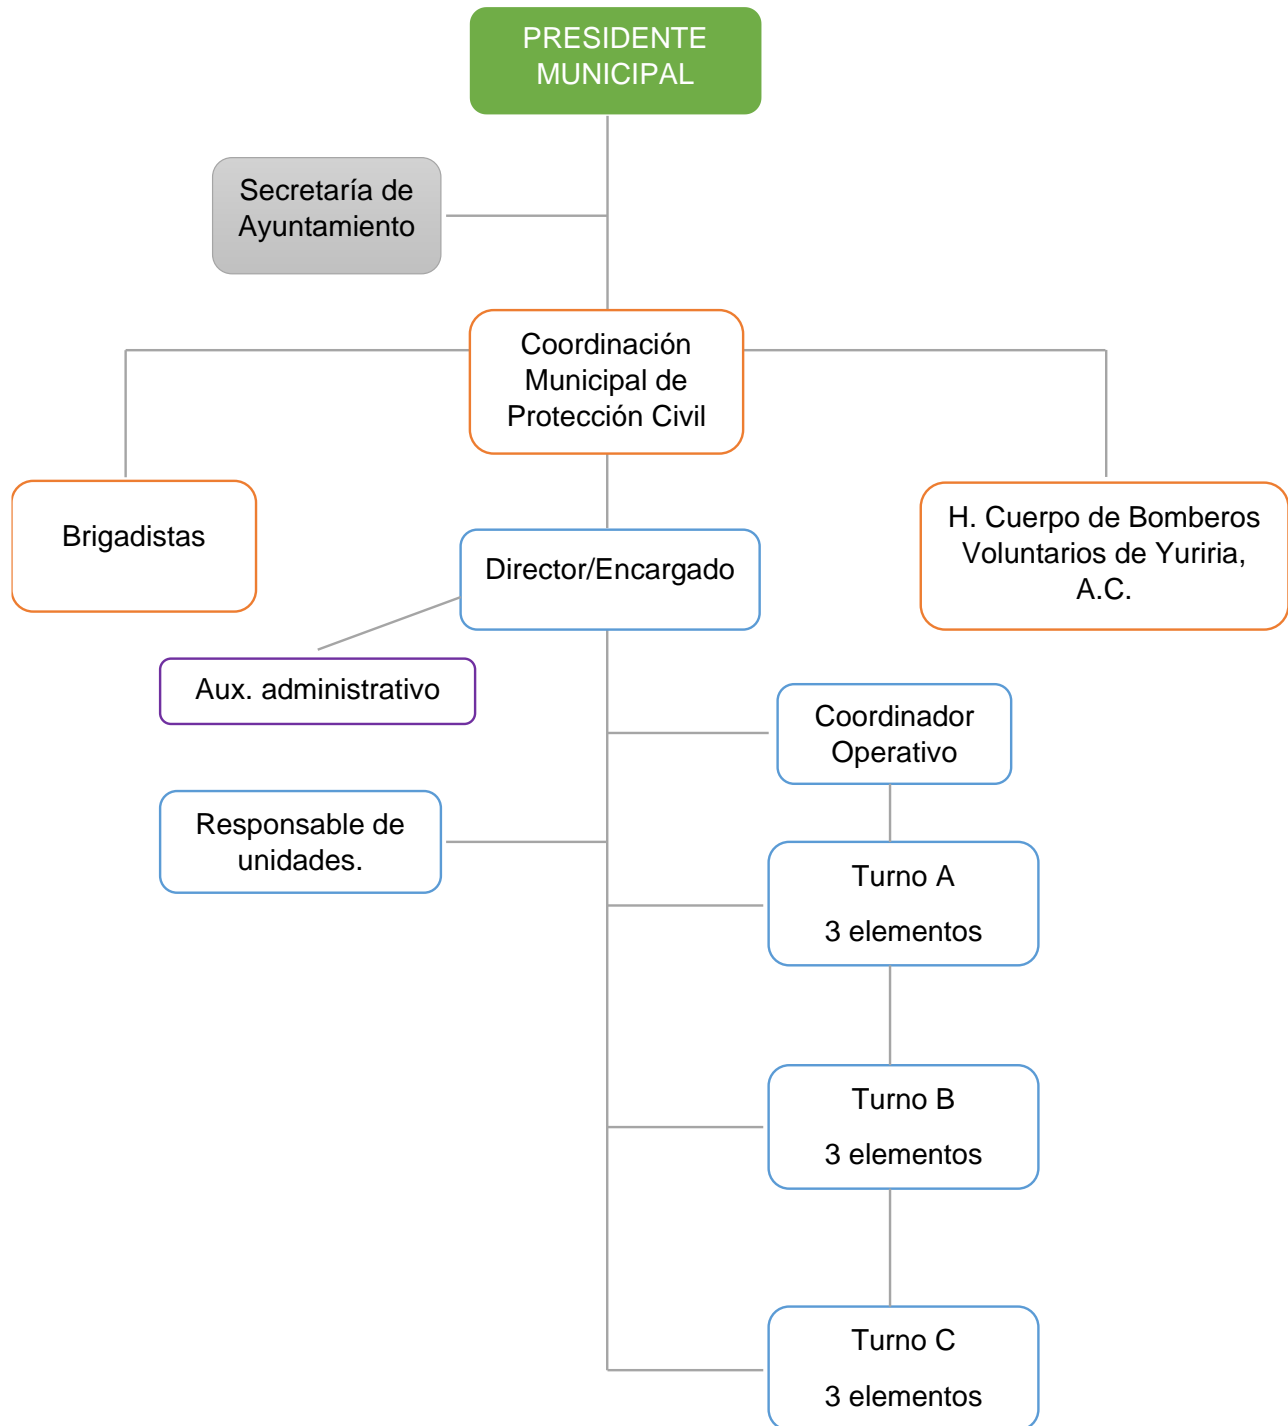 PRESIDENTE
MUNICIPAL
Secretaría de
Ayuntamiento
Coordinación
Municipal de
Protección Civil
Brigadistas
H. Cuerpo de Bomberos
Voluntarios de Yuriria,
A.C.
Director/Encargado
Aux. administrativo
Coordinador
Operativo
Responsable de
unidades.
Turno A
3 elementos
Turno B
3 elementos
Turno C
3 elementos